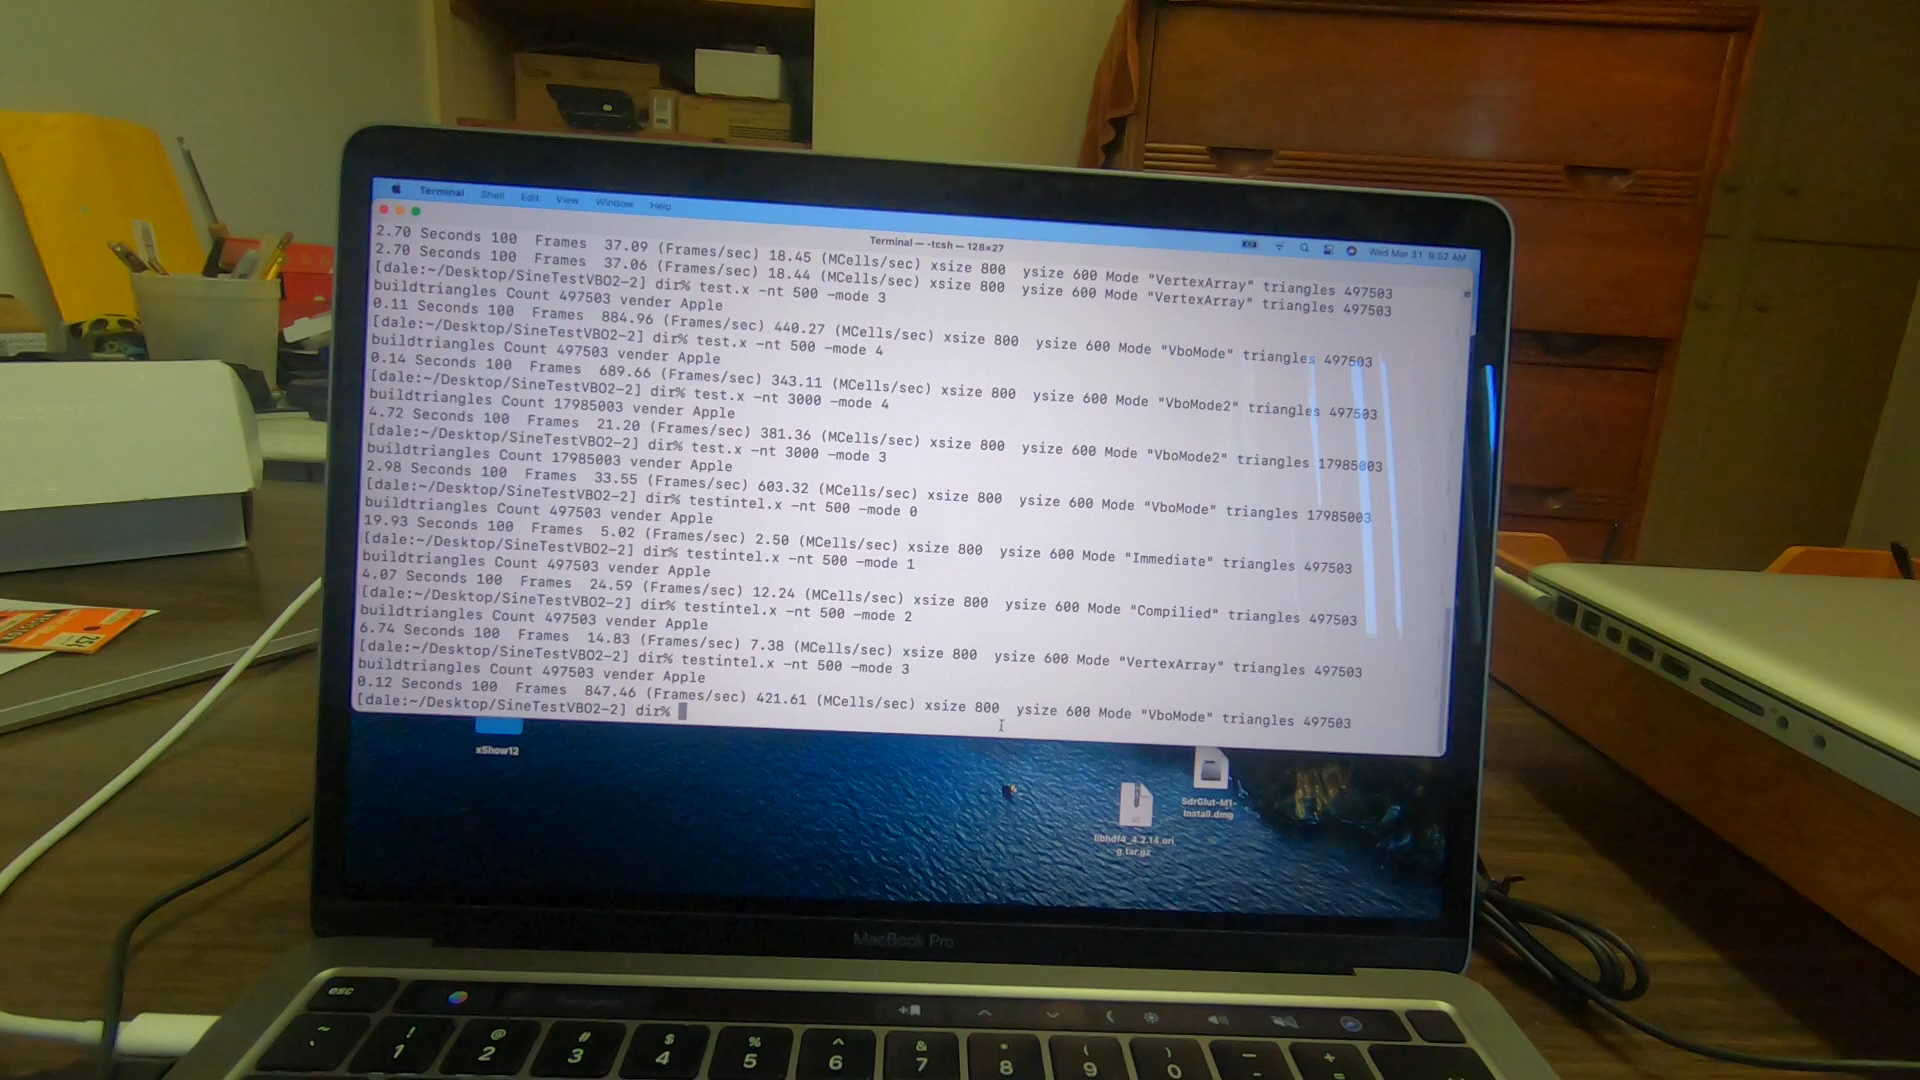 Terminal Shell Edit View Window Help
Wed Mar 31 9:52 AM
Terminal — -tcsh — 128×27
2.70 Seconds 100 Frames 37.09 (Frames/sec) 18.45 (MCells/sec) xsize 800 ysize 600 Mode "VertexArray" triangles 497503
2.70 Seconds 100 Frames 37.06 (Frames/sec) 18.44 (MCells/sec) xsize 800 ysize 600 Mode "VertexArray" triangles 497503
[dale:~/Desktop/SineTestVBO2-2] dir% test.x -nt 500 -mode 3
buildtriangles Count 497503 vender Apple
0.11 Seconds 100 Frames 884.96 (Frames/sec) 440.27 (MCells/sec) xsize 800 ysize 600 Mode "VboMode" triangles 497503
[dale:~/Desktop/SineTestVBO2-2] dir% test.x -nt 500 -mode 4
buildtriangles Count 497503 vender Apple
0.14 Seconds 100 Frames 689.66 (Frames/sec) 343.11 (MCells/sec) xsize 800 ysize 600 Mode "VboMode2" triangles 497503
[dale:~/Desktop/SineTestVBO2-2] dir% test.x -nt 3000 -mode 4
buildtriangles Count 17985003 vender Apple
4.72 Seconds 100 Frames 21.20 (Frames/sec) 381.36 (MCells/sec) xsize 800 ysize 600 Mode "VboMode2" triangles 17985003
[dale:~/Desktop/SineTestVBO2-2] dir% test.x -nt 3000 -mode 3
buildtriangles Count 17985003 vender Apple
2.98 Seconds 100 Frames 33.55 (Frames/sec) 603.32 (MCells/sec) xsize 800 ysize 600 Mode "VboMode" triangles 17985003
[dale:~/Desktop/SineTestVBO2-2] dir% testintel.x -nt 500 -mode 0
buildtriangles Count 497503 vender Apple
19.93 Seconds 100 Frames 5.02 (Frames/sec) 2.50 (MCells/sec) xsize 800 ysize 600 Mode "Immediate" triangles 497503
[dale:~/Desktop/SineTestVBO2-2] dir% testintel.x -nt 500 -mode 1
buildtriangles Count 497503 vender Apple
4.07 Seconds 100 Frames 24.59 (Frames/sec) 12.24 (MCells/sec) xsize 800 ysize 600 Mode "Compilied" triangles 497503
[dale:~/Desktop/SineTestVBO2-2] dir% testintel.x -nt 500 -mode 2
buildtriangles Count 497503 vender Apple
6.74 Seconds 100 Frames 14.83 (Frames/sec) 7.38 (MCells/sec) xsize 800 ysize 600 Mode "VertexArray" triangles 497503
[dale:~/Desktop/SineTestVBO2-2] dir% testintel.x -nt 500 -mode 3
buildtriangles Count 497503 vender Apple
0.12 Seconds 100 Frames 847.46 (Frames/sec) 421.61 (MCells/sec) xsize 800 ysize 600 Mode "VboMode" triangles 497503
[dale:~/Desktop/SineTestVBO2-2] dir%
xShow12
SdrGlut-M1-
Install.dmg
libhdf4_4.2.14.ori
g.tar.gz
MacBook Pro
esc
~ ! @ # $ % ^ & * ( ) _ +
` 1 2 3 4 5 6 7 8 9 0 =
25¢